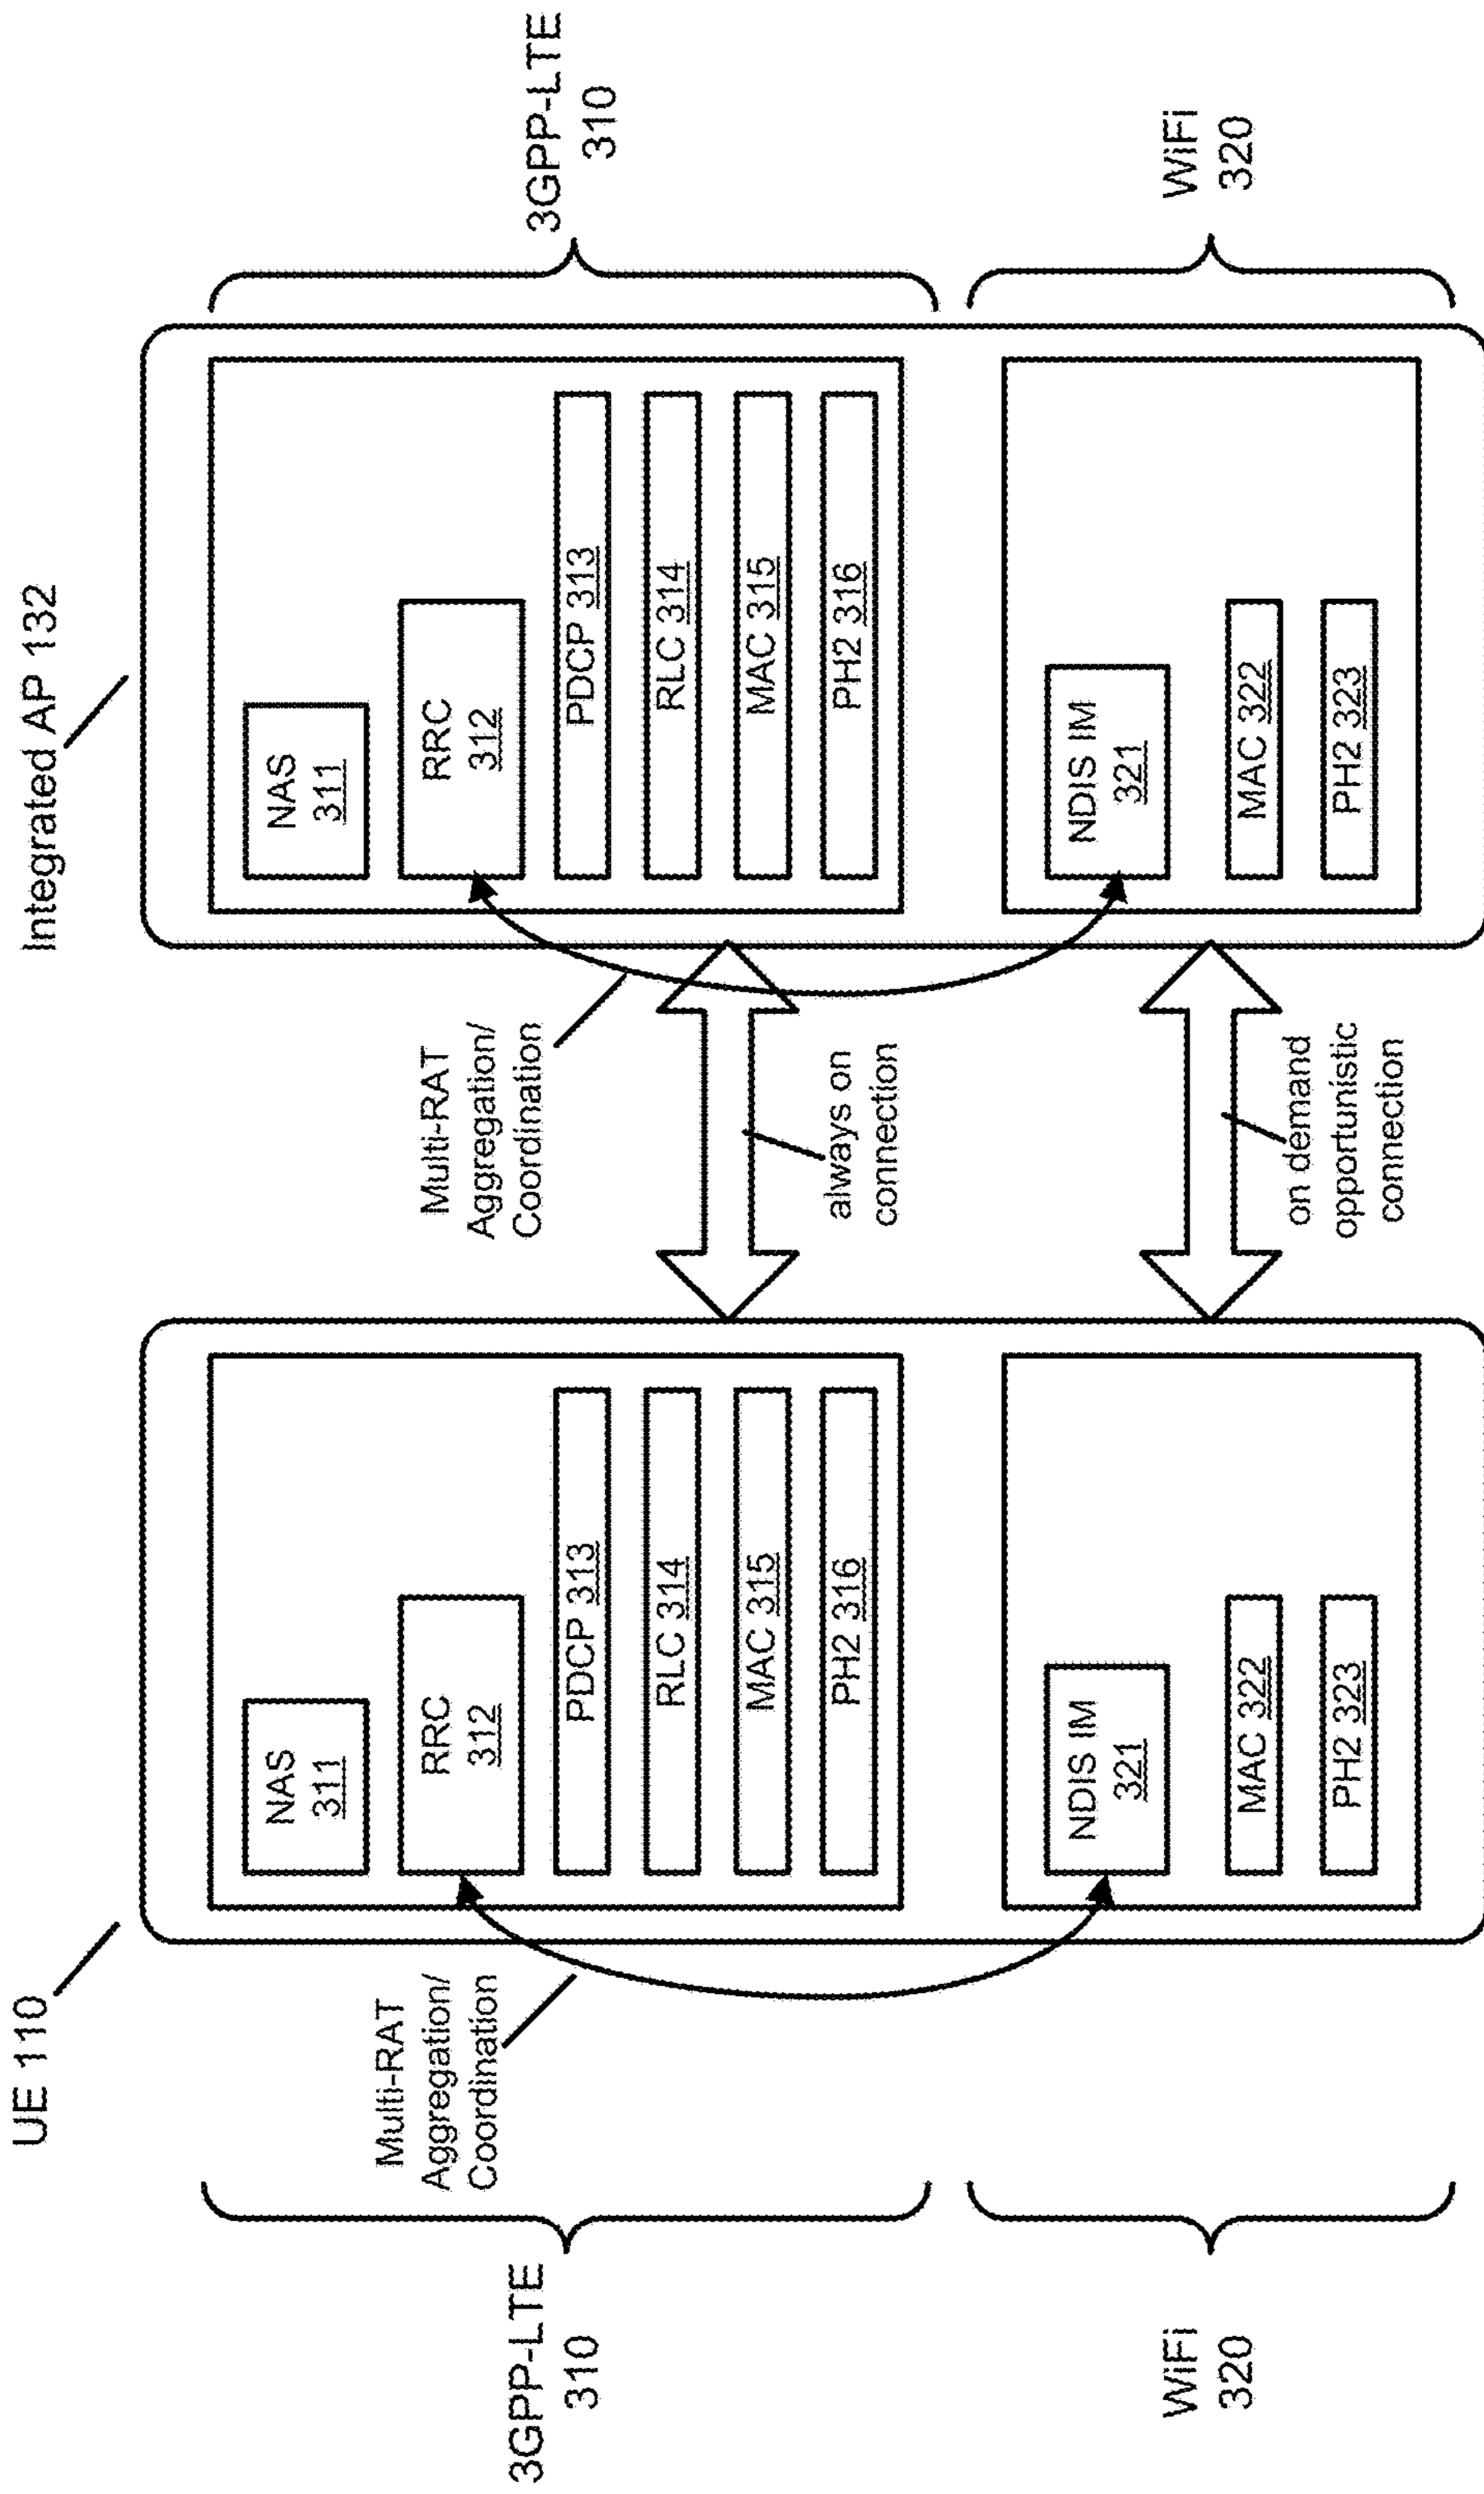 UE 110
Integrated AP 132
3GPP-LTE
310
WiFi
320
Multi-RAT
Aggregation/
Coordination
NAS
311
RRC
312
PDCP 313
RLC 314
MAC 315
PH2 316
NDIS IM
321
MAC 322
PH2 323
Multi-RAT
Aggregation/
Coordination
always on
connection
on demand
opportunistic
connection
NAS
311
RRC
312
PDCP 313
RLC 314
MAC 315
PH2 316
NDIS IM
321
MAC 322
PH2 323
3GPP-LTE
310
WiFi
320